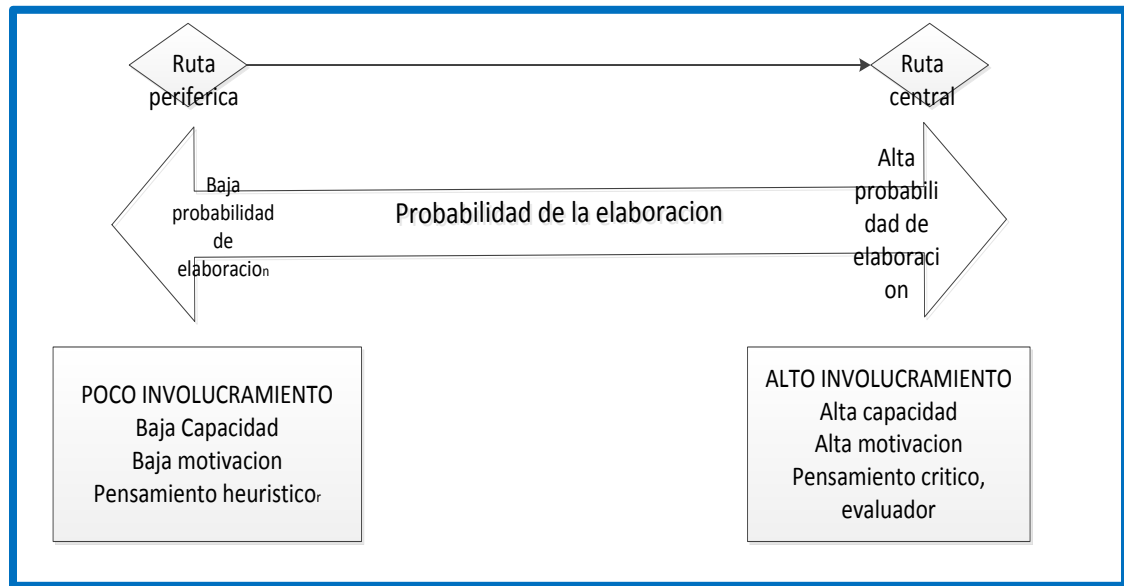 Ruta
periferica
Ruta
central
Baja
probabilidad
de
elaboracion
Probabilidad de la elaboracion
Alta
probabili
dad de
elaboraci
on
POCO INVOLUCRAMIENTO
Baja Capacidad
Baja motivacion
Pensamiento heuristicor
ALTO INVOLUCRAMIENTO
Alta capacidad
Alta motivacion
Pensamiento critico,
evaluador